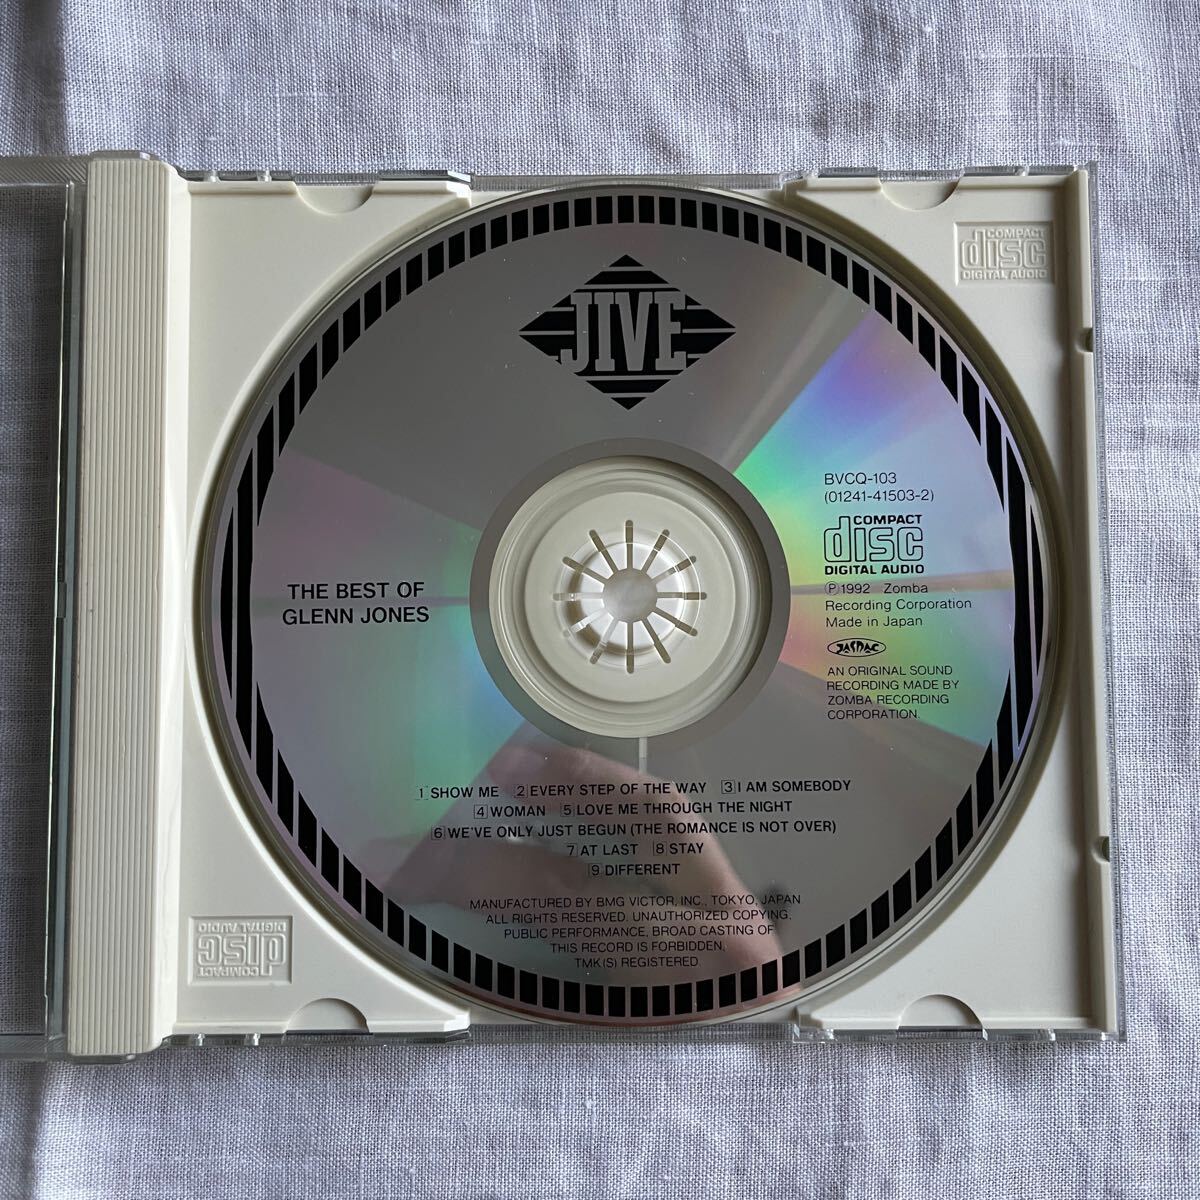 JIVE
COMPACT
disc
DIGITAL AUDIO
BVCQ-103
(01241-41503-2)
COMPACT
disc
DIGITAL AUDIO
℗1992 Zomba
Recording Corporation
Made in Japan
JASRAC
AN ORIGINAL SOUND
RECORDING MADE BY
ZOMBA RECORDING
CORPORATION.
THE BEST OF
GLENN JONES
1 SHOW ME 2 EVERY STEP OF THE WAY 3 I AM SOMEBODY
4 WOMAN 5 LOVE ME THROUGH THE NIGHT
6 WE'VE ONLY JUST BEGUN (THE ROMANCE IS NOT OVER)
7 AT LAST 8 STAY
9 DIFFERENT
MANUFACTURED BY BMG VICTOR, INC., TOKYO, JAPAN
ALL RIGHTS RESERVED. UNAUTHORIZED COPYING,
PUBLIC PERFORMANCE, BROAD CASTING OF
THIS RECORD IS FORBIDDEN.
TMK(S) REGISTERED.
COMPACT
disc
DIGITAL AUDIO